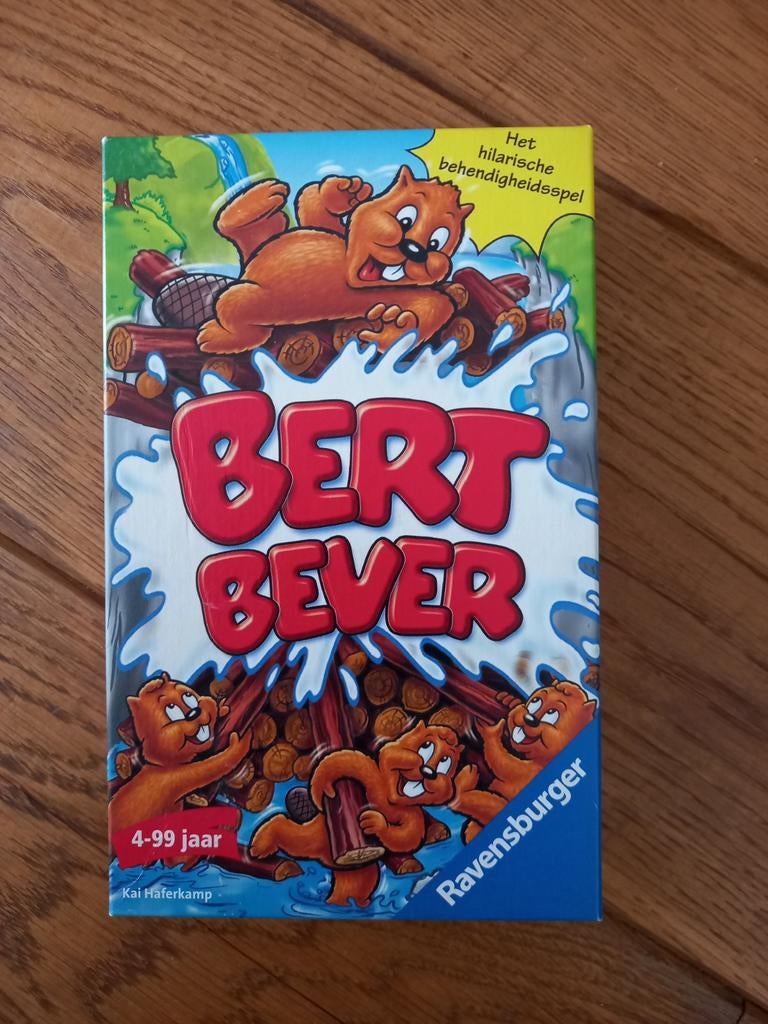 Het
hilarische
behendigheidsspel
BERT
BEVER
4-99 jaar
Kai Haferkamp
Ravensburger